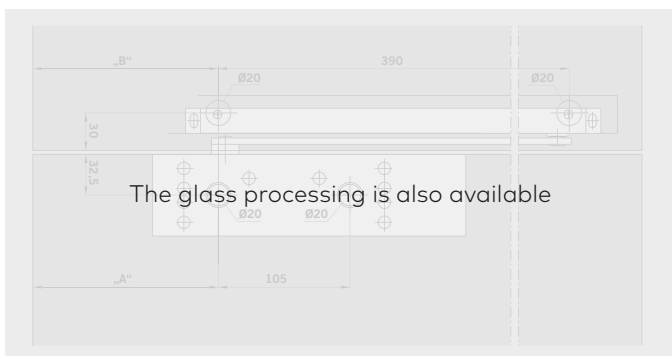 „B“
390
Ø20
Ø20
30
32,5
The glass processing is also available
Ø20
Ø20
„A“
105